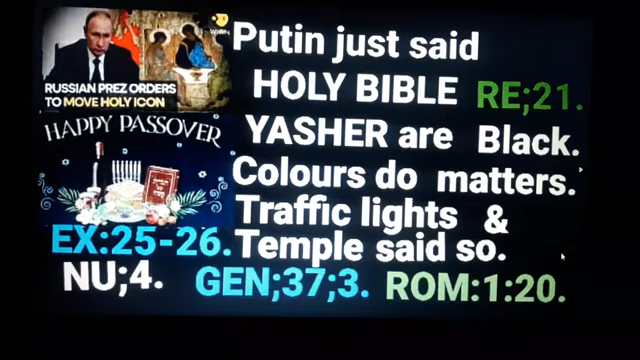 Putin just said
RUSSIAN PREZ ORDERS
TO MOVE HOLY ICON
HOLY BIBLE RE;21.
HAPPY PASSOVER
YASHER are Black.
Colours do matters.
Traffic lights &
EX:25-26. Temple said so.
NU;4. GEN;37;3. ROM:1:20.